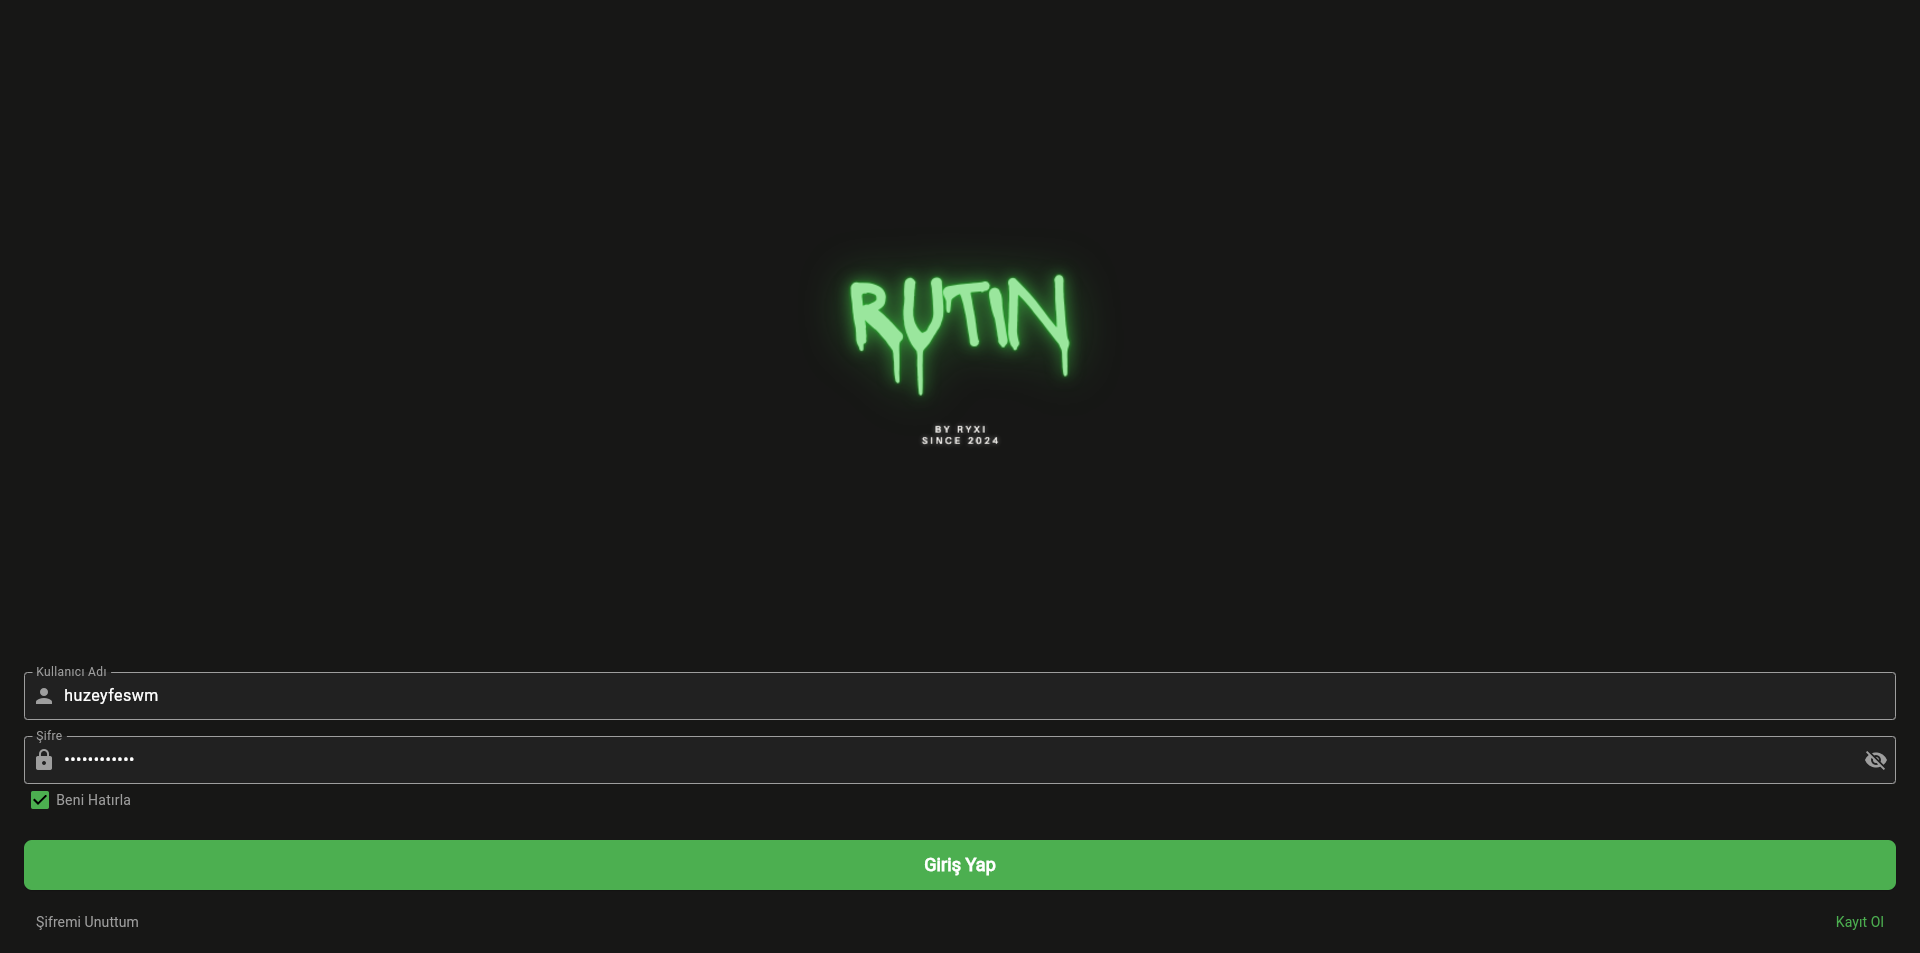 RUTIN
BY RYXI
SINCE 2024
Kullanıcı Adı
huzeyfeswm
Şifre
••••••••••••
Beni Hatırla
Giriş Yap
Şifremi Unuttum
Kayıt Ol